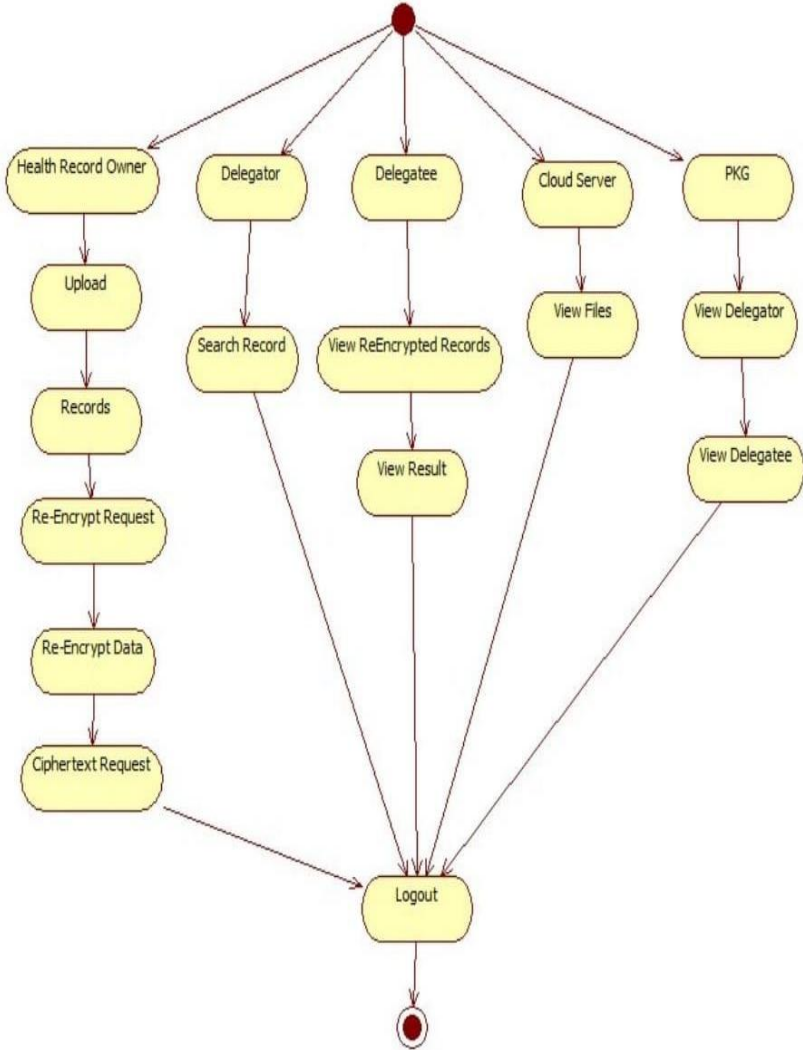 Health Record Owner
Delegator
Delegatee
Cloud Server
PKG
Upload
Search Record
View ReEncrypted Records
View Files
View Delegator
Records
View Result
View Delegatee
Re-Encrypt Request
Re-Encrypt Data
Ciphertext Request
Logout